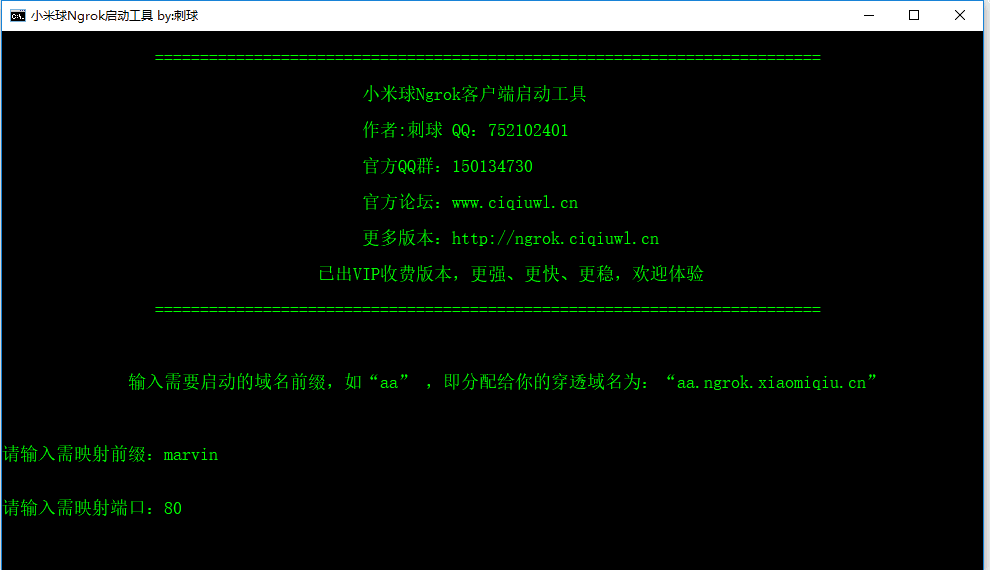 小米球Ngrok启动工具 by:刺球
==========================================================================
小米球Ngrok客户端启动工具
作者:刺球 QQ：752102401
官方QQ群：150134730
官方论坛：www.ciqiuwl.cn
更多版本：http://ngrok.ciqiuwl.cn
已出VIP收费版本，更强、更快、更稳，欢迎体验
==========================================================================
输入需要启动的域名前缀，如“aa” ，即分配给你的穿透域名为：“aa.ngrok.xiaomiqiu.cn”
请输入需映射前缀：marvin
请输入需映射端口：80